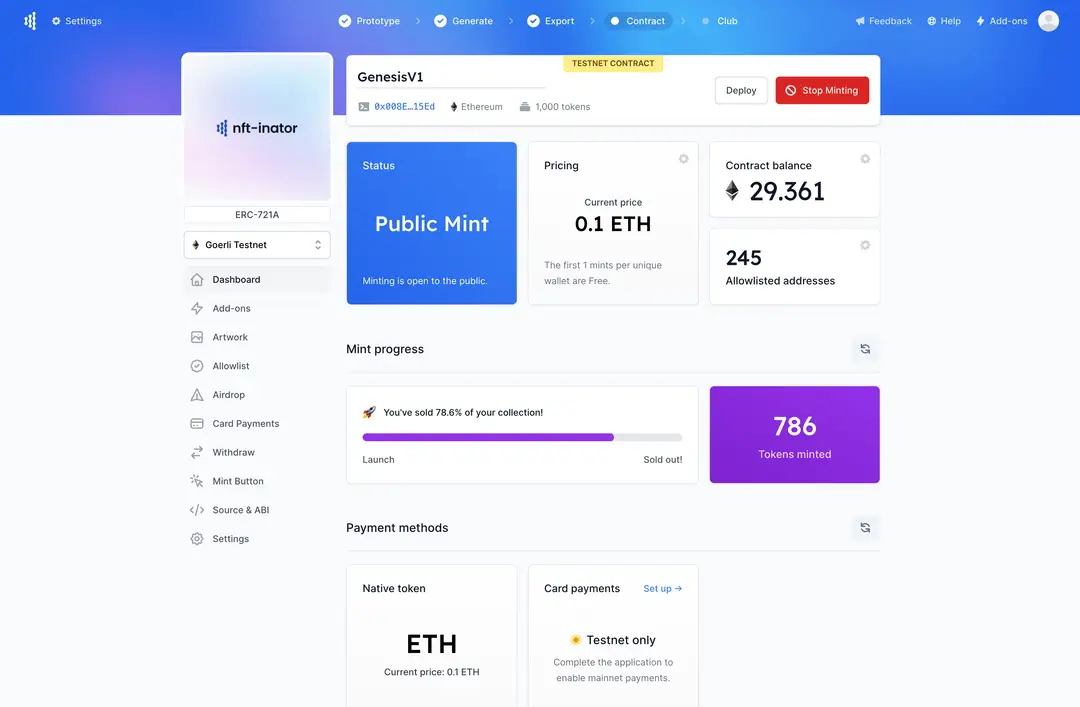 Settings
Prototype
Generate
Export
Contract
Club
Feedback
Help
Add-ons
nft-inator
ERC-721A
Goerli Testnet
Dashboard
Add-ons
Artwork
Allowlist
Airdrop
Card Payments
Withdraw
Mint Button
Source & ABI
Settings
TESTNET CONTRACT
GenesisV1
0x008E…15Ed
Ethereum
1,000 tokens
Deploy
Stop Minting
Status
Public Mint
Minting is open to the public.
Pricing
Current price
0.1 ETH
The first 1 mints per unique
wallet are Free.
Contract balance
29.361
245
Allowlisted addresses
Mint progress
You've sold 78.6% of your collection!
Launch
Sold out!
786
Tokens minted
Payment methods
Native token
ETH
Current price: 0.1 ETH
Card payments
Set up →
Testnet only
Complete the application to
enable mainnet payments.